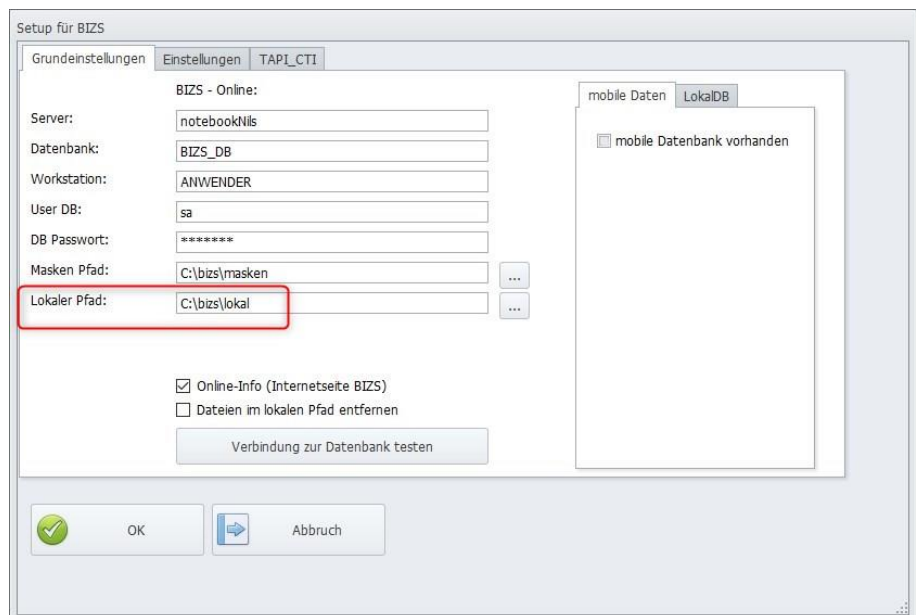 Setup für BIZS
Grundeinstellungen Einstellungen TAPI_CTI
BIZS - Online:
Server: notebookNils
Datenbank: BIZS_DB
Workstation: ANWENDER
User DB: sa
DB Passwort: *******
Masken Pfad: C:\bizs\masken ...
Lokaler Pfad: C:\bizs\lokal ...
Online-Info (Internetseite BIZS)
Dateien im lokalen Pfad entfernen
Verbindung zur Datenbank testen
mobile Daten LokalDB
mobile Datenbank vorhanden
OK Abbruch